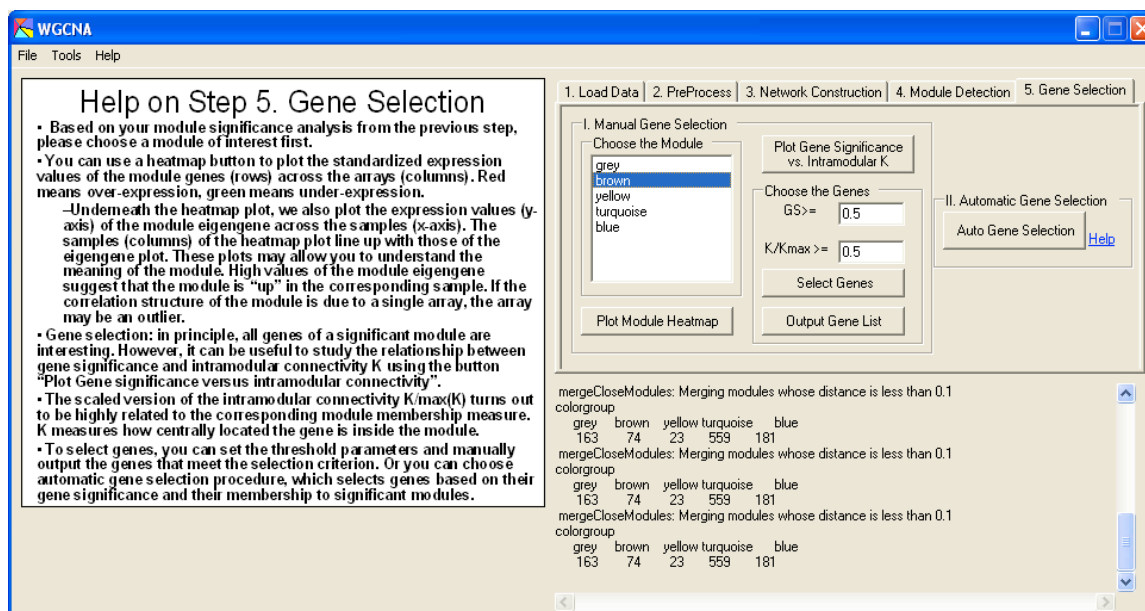 WGCNA
File Tools Help
Help on Step 5. Gene Selection
▪ Based on your module significance analysis from the previous step,
please choose a module of interest first.
▪ You can use a heatmap button to plot the standardized expression
values of the module genes (rows) across the arrays (columns). Red
means over-expression, green means under-expression.
–Underneath the heatmap plot, we also plot the expression values (y-
axis) of the module eigengene across the samples (x-axis). The
samples (columns) of the heatmap plot line up with those of the
eigengene plot. These plots may allow you to understand the
meaning of the module. High values of the module eigengene
suggest that the module is “up” in the corresponding sample. If the
correlation structure of the module is due to a single array, the array
may be an outlier.
▪ Gene selection: in principle, all genes of a significant module are
interesting. However, it can be useful to study the relationship between
gene significance and intramodular connectivity K using the button
“Plot Gene significance versus intramodular connectivity”.
▪ The scaled version of the intramodular connectivity K/max(K) turns out
to be highly related to the corresponding module membership measure.
K measures how centrally located the gene is inside the module.
▪ To select genes, you can set the threshold parameters and manually
output the genes that meet the selection criterion. Or you can choose
automatic gene selection procedure, which selects genes based on their
gene significance and their membership to significant modules.
1. Load Data 2. PreProcess 3. Network Construction 4. Module Detection 5. Gene Selection
I. Manual Gene Selection
Choose the Module
grey
brown
yellow
turquoise
blue
Plot Module Heatmap
Plot Gene Significance
vs. Intramodular K
Choose the Genes
GS>= 0.5
K/Kmax >= 0.5
Select Genes
Output Gene List
II. Automatic Gene Selection
Auto Gene Selection Help
mergeCloseModules: Merging modules whose distance is less than 0.1
colorgroup
grey brown yellow turquoise blue
163 74 23 559 181
mergeCloseModules: Merging modules whose distance is less than 0.1
colorgroup
grey brown yellow turquoise blue
163 74 23 559 181
mergeCloseModules: Merging modules whose distance is less than 0.1
colorgroup
grey brown yellow turquoise blue
163 74 23 559 181